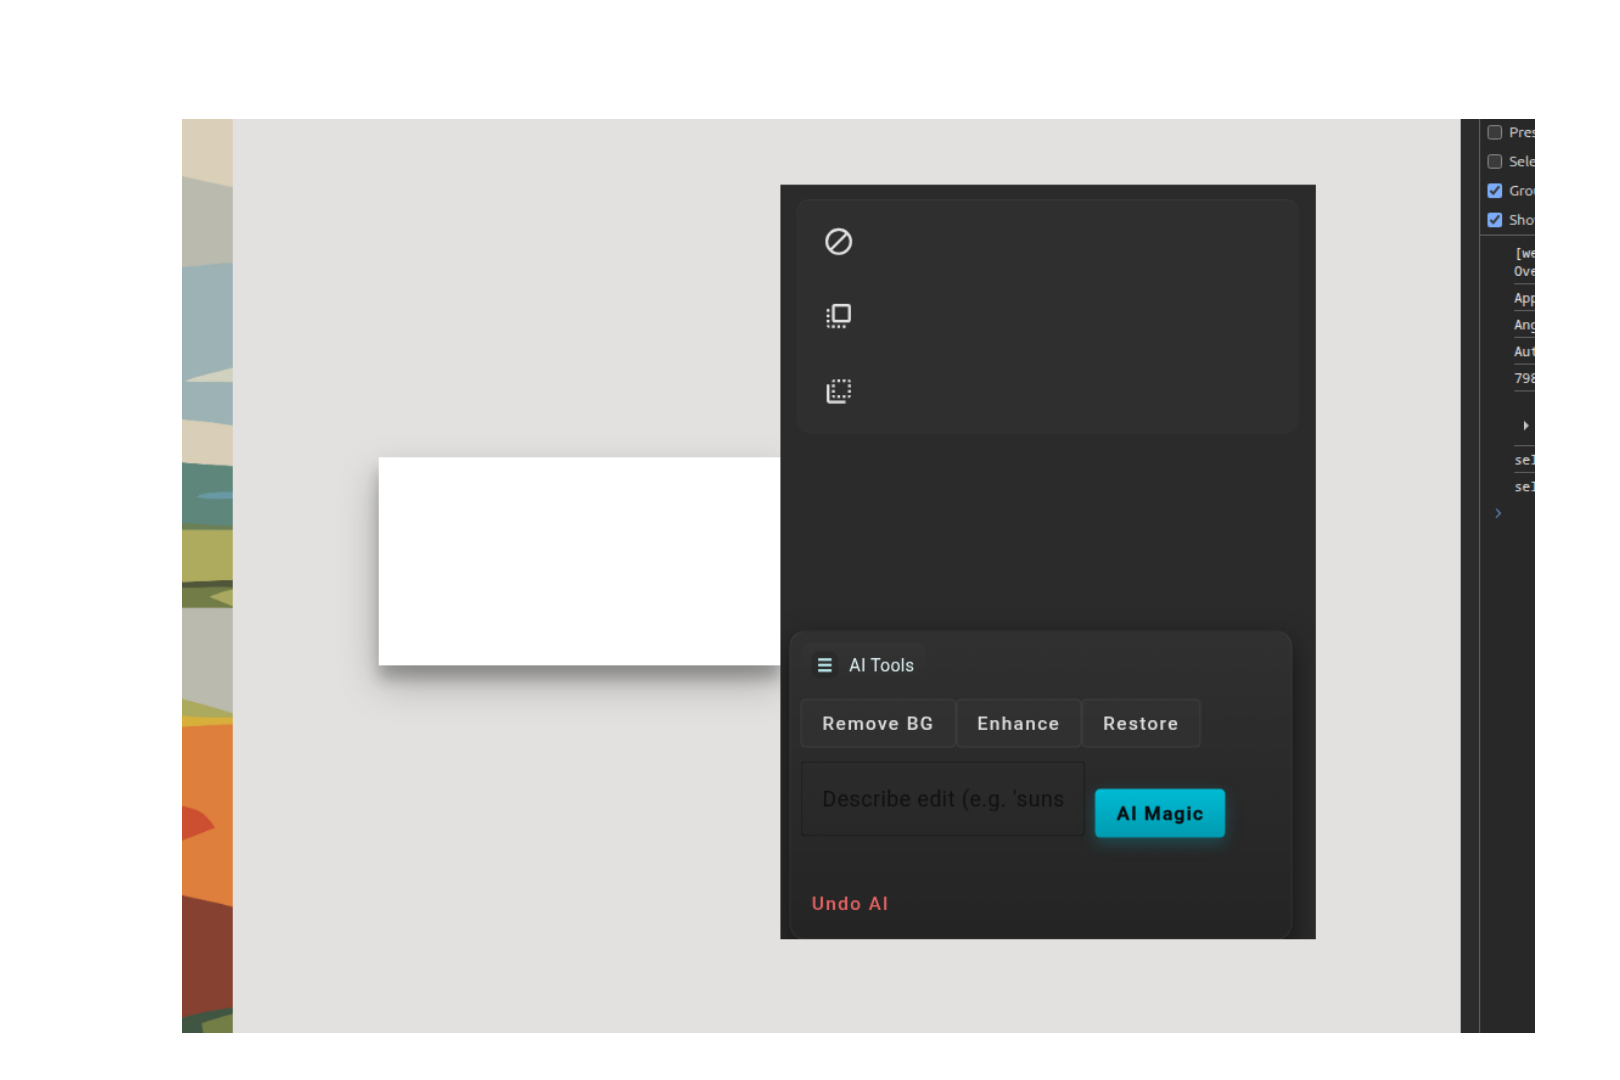 AI Tools
Remove BG Enhance Restore
Describe edit (e.g. 'suns
AI Magic
Undo AI
Pres
Sele
Gro
Sho
[we
Ove
App
Ang
Aut
798
sel
sel